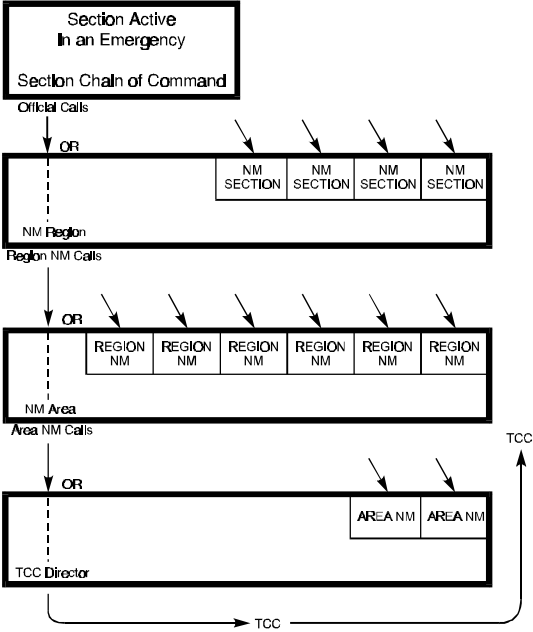 Section Active
In an Emergency
Section Chain of Command
Official Calls
OR
NM SECTION NM SECTION NM SECTION NM SECTION
NM Region
Region NM Calls
OR
REGION NM REGION NM REGION NM REGION NM REGION NM REGION NM
NM Area
Area NM Calls
TCC
OR
AREA NM AREA NM
TCC Director
TCC